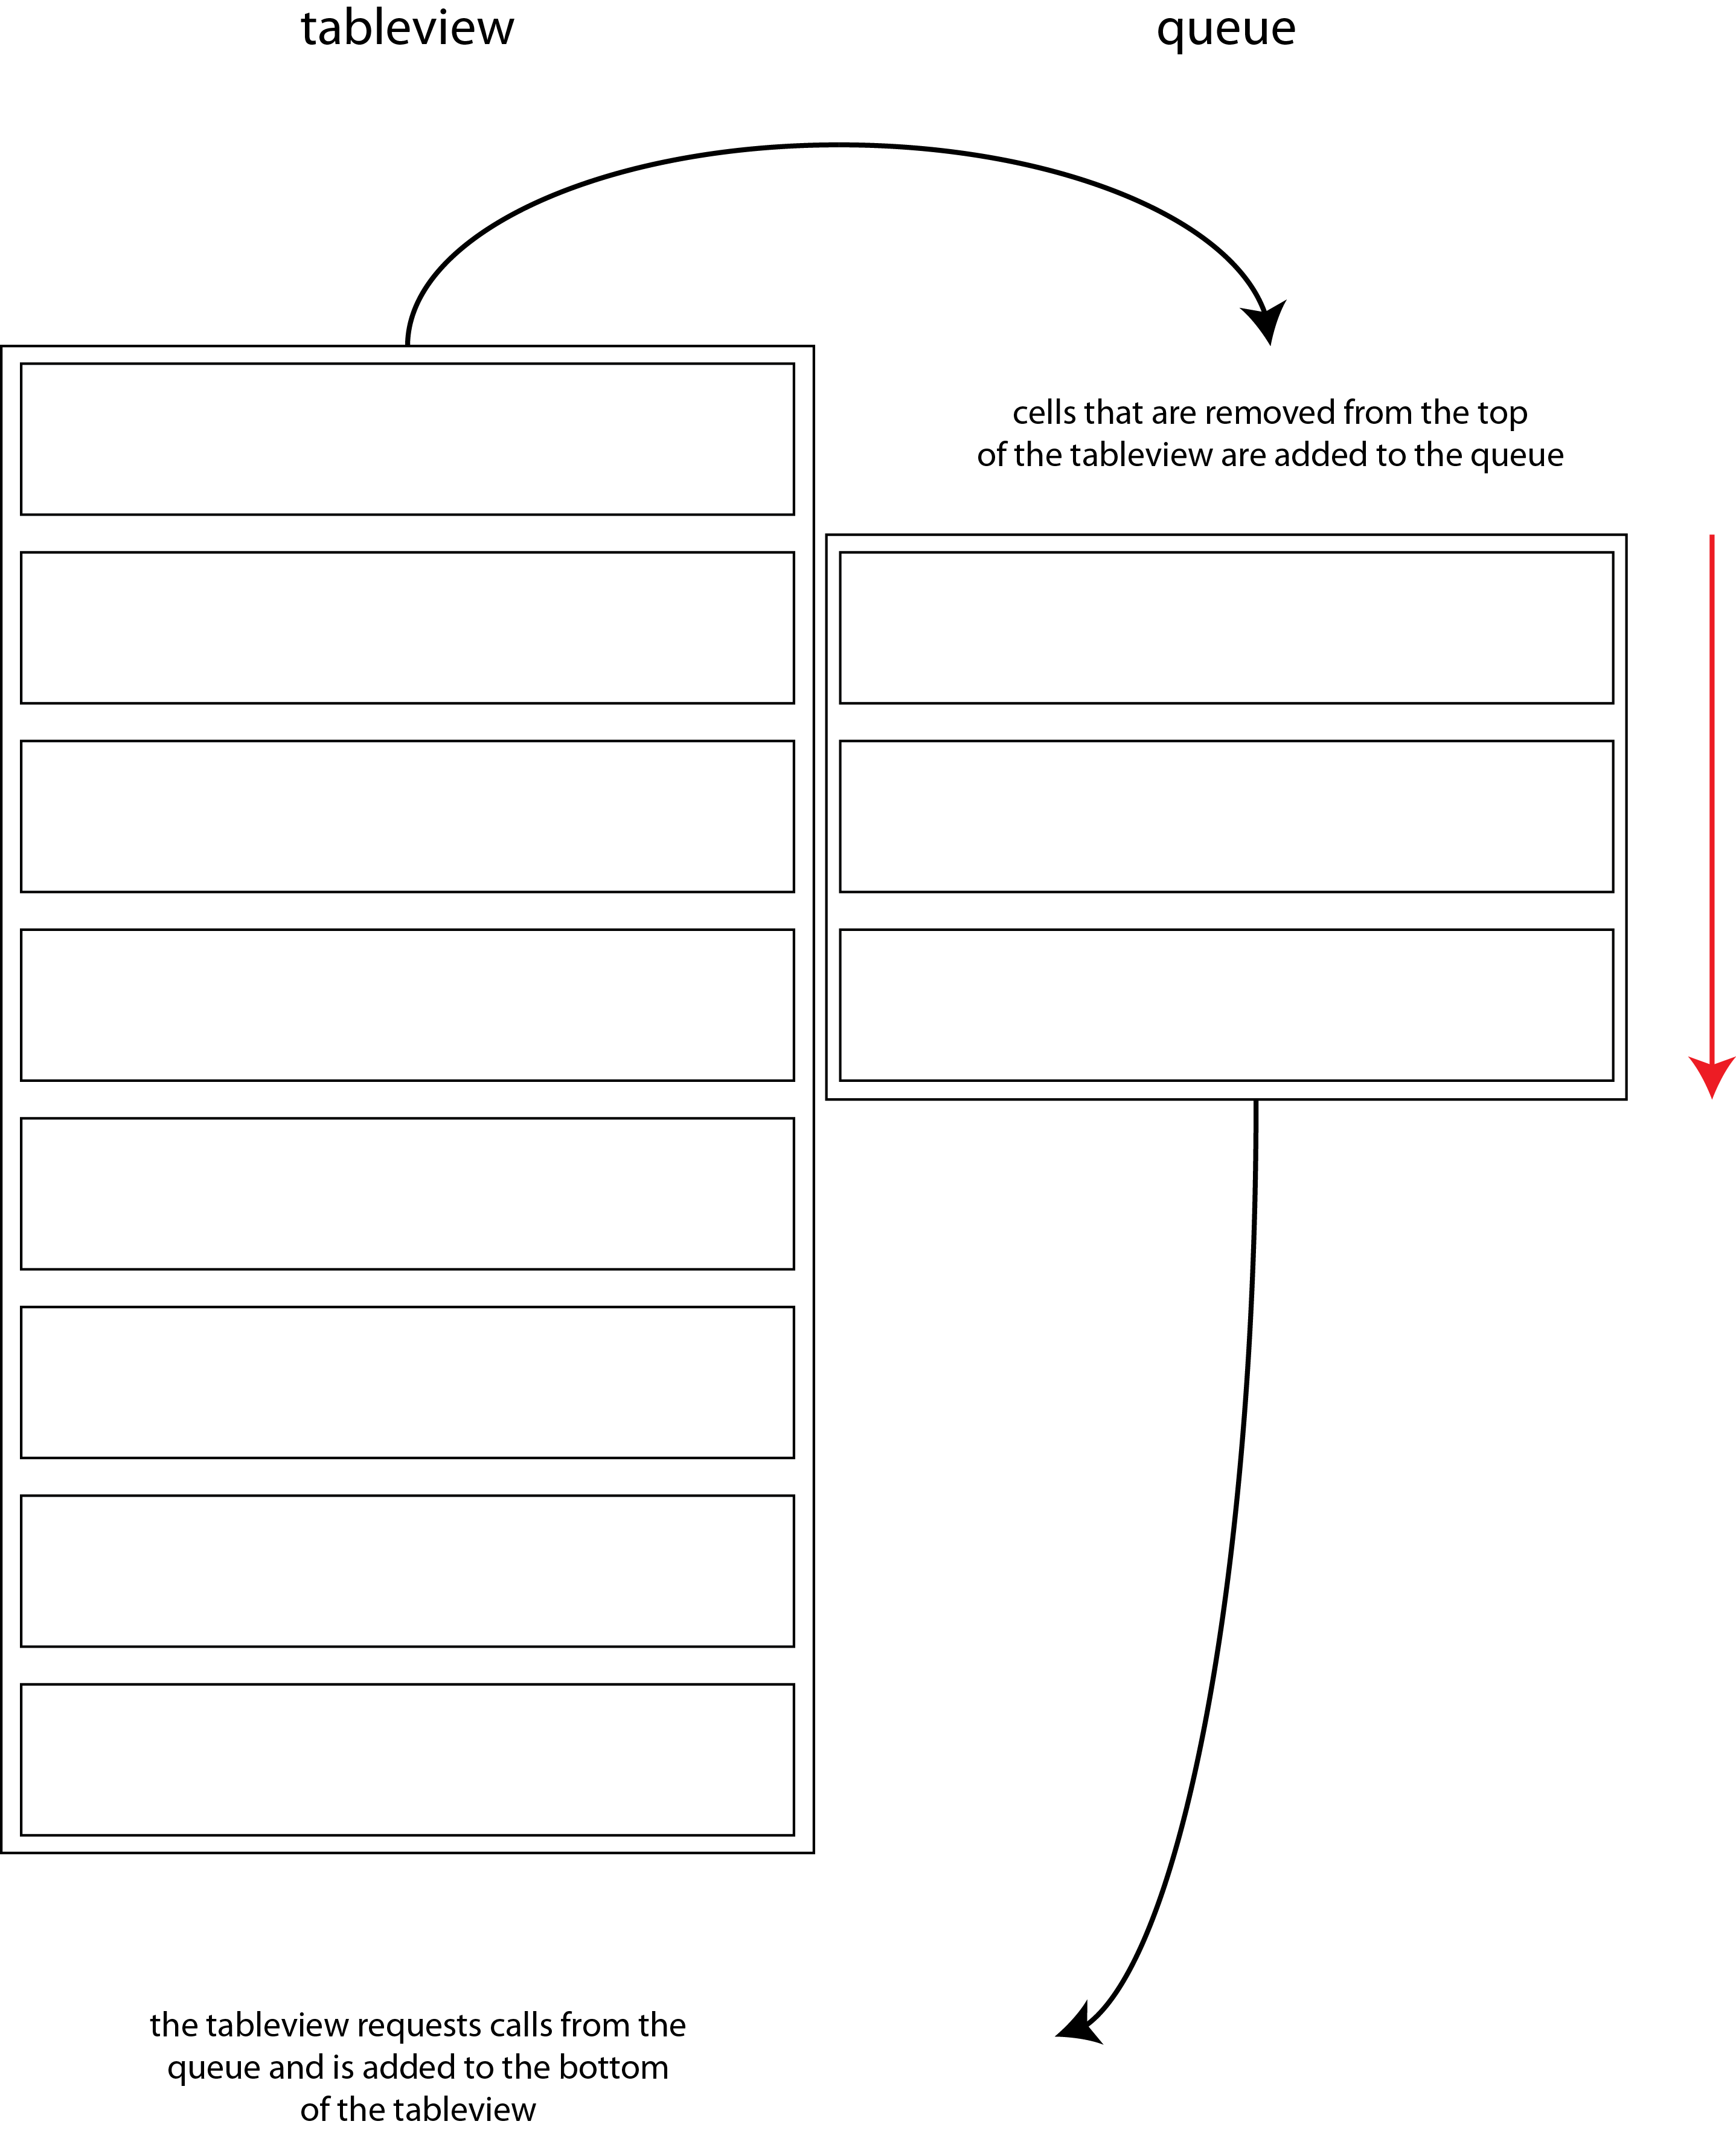 tableview
queue
cells that are removed from the top
of the tableview are added to the queue
the tableview requests calls from the
queue and is added to the bottom
of the tableview